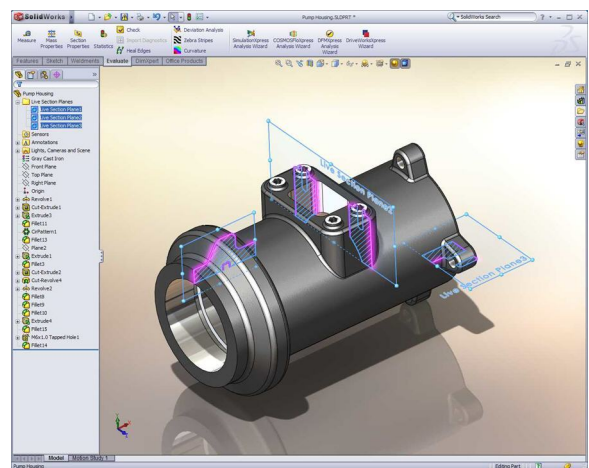 SolidWorks
Pump Housing.SLDPRT *
SolidWorks Search
Measure
Mass Properties
Section Properties
Statistics
Check
Import Diagnostics
Heal Edges
Deviation Analysis
Zebra Stripes
Curvature
SimulationXpress Analysis Wizard
COSMOSFloXpress Analysis Wizard
DFMXpress Analysis Wizard
DriveWorksXpress Wizard
Features Sketch Weldments Evaluate DimXpert Office Products
Pump Housing
Live Section Planes
Live Section Plane1
Live Section Plane2
Live Section Plane3
Sensors
Annotations
Lights, Cameras and Scene
Gray Cast Iron
Front Plane
Top Plane
Right Plane
Origin
Revolve1
Cut-Extrude1
Extrude3
Fillet11
CirPattern1
Fillet13
Plane2
Extrude1
Fillet3
Cut-Extrude2
Cut-Revolve4
Revolve2
Fillet8
Fillet9
Fillet10
Extrude4
Fillet15
M6x1.0 Tapped Hole1
Fillet14
Live Section Plane2
Live Section Plane3
Model Motion Study 1
Pump Housing
Editing Part